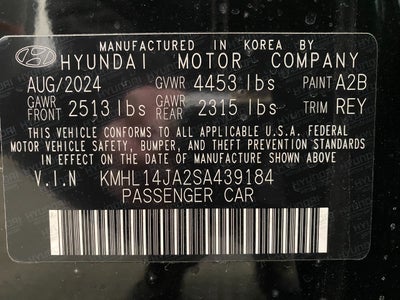 MANUFACTURED IN KOREA BY
HYUNDAI MOTOR COMPANY
AUG/2024 GVWR 4453 lbs PAINT A2B
GAWR FRONT 2513 lbs GAWR REAR 2315 lbs TRIM REY
THIS VEHICLE CONFORMS TO ALL APPLICABLE U.S.A. FEDERAL
MOTOR VEHICLE SAFETY, BUMPER, AND THEFT PREVENTION STANDARDS
IN EFFECT ON THE DATE OF MANUFACTURE SHOWN ABOVE.
V.I.N KMHL14JA2SA439184
PASSENGER CAR